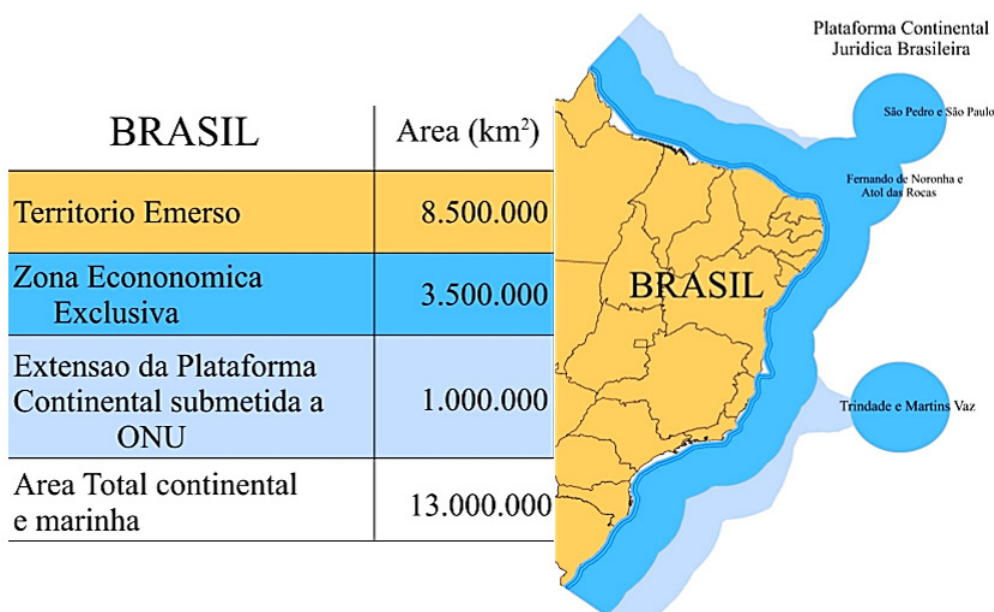 BRASIL
Area (km²)
Territorio Emerso
8.500.000
Zona Econonomica
Exclusiva
3.500.000
Extensao da Plataforma
Continental submetida a
ONU
1.000.000
Area Total continental
e marinha
13.000.000
Plataforma Continental
Juridica Brasileira
São Pedro e São Paulo
Fernando de Noronha e
Atol das Rocas
BRASIL
Trindade e Martins Vaz